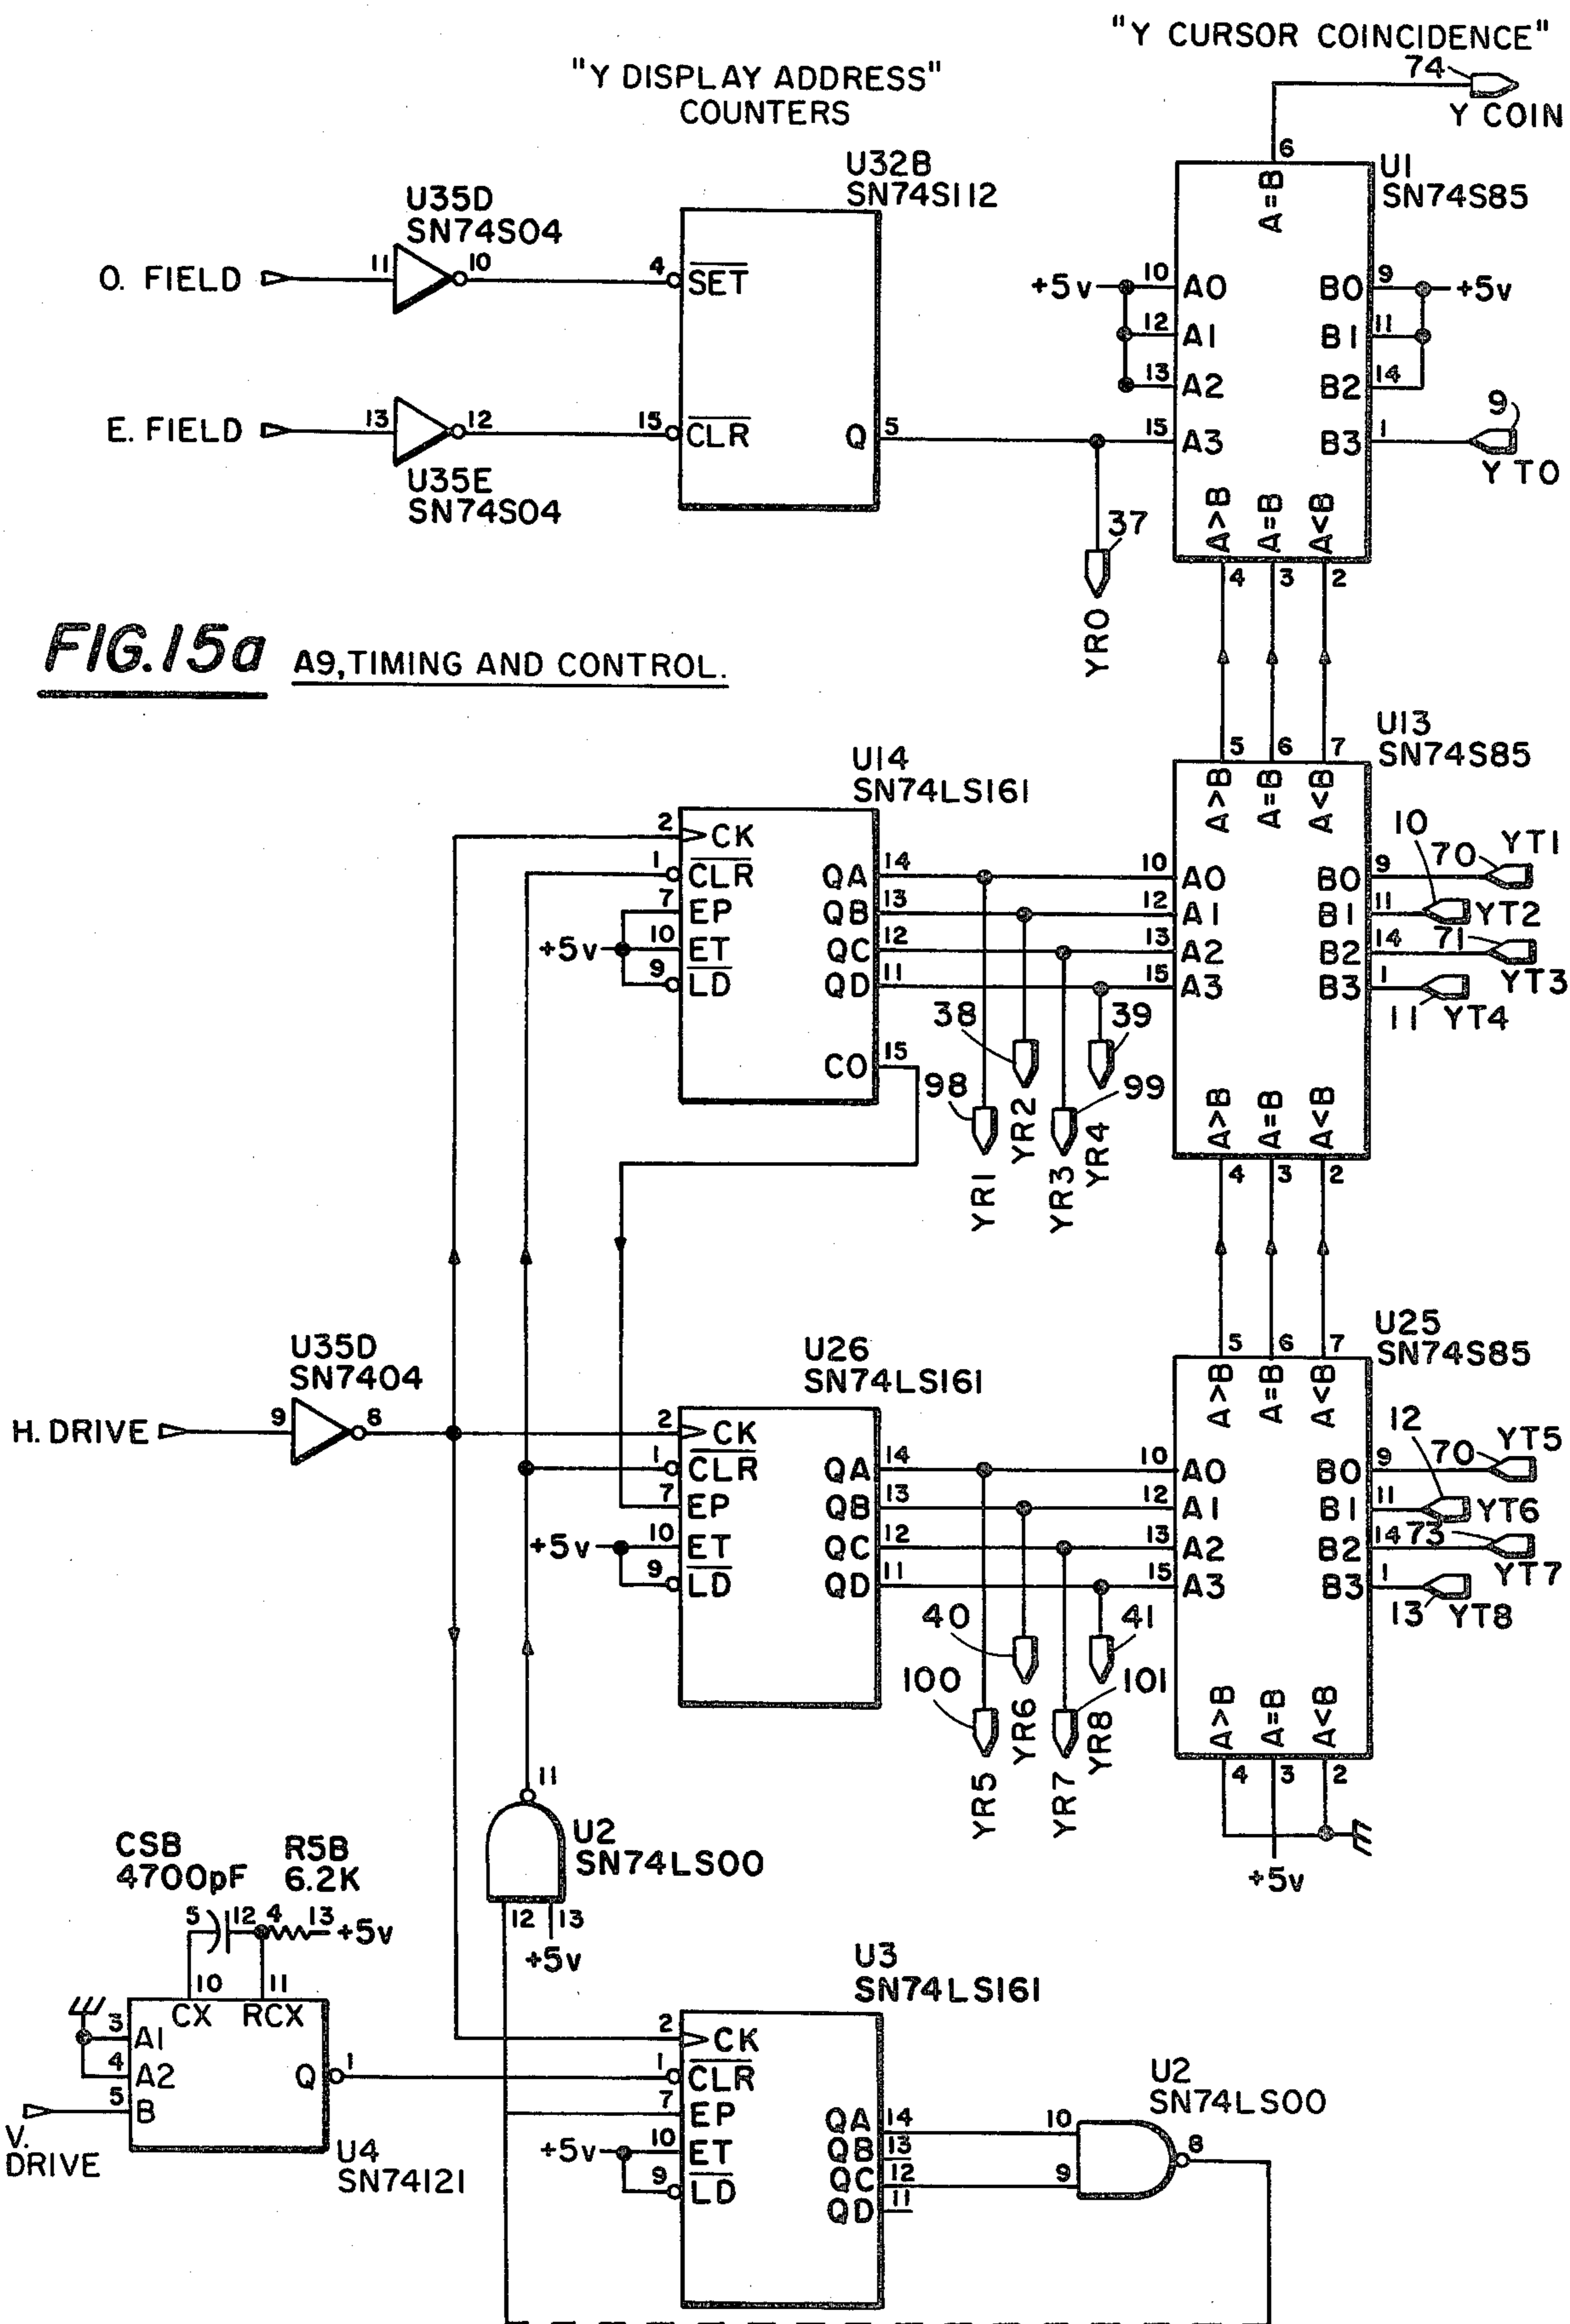 "Y CURSOR COINCIDENCE"
74
Y COIN
"Y DISPLAY ADDRESS"
COUNTERS
U32B
SN74S112
U35D
SN74S04
O. FIELD
11
10
4
SET
E. FIELD
13
12
15
CLR
Q
5
U35E
SN74S04
6
U1
SN74S85
A=B
+5v
10
A0
B0
9
+5v
12
A1
B1
11
13
A2
B2
14
15
A3
B3
1
9
YT0
A>B
A=B
A<B
4
3
2
37
YR0
FIG.15a
A9,TIMING AND CONTROL.
U14
SN74LS161
2
CK
1
CLR
7
EP
+5v
10
ET
9
LD
QA
14
QB
13
QC
12
QD
11
CO
15
38
39
98
99
YR1
YR2
YR3
YR4
U13
SN74S85
5
6
7
A>B
A=B
A<B
10
A0
B0
9
70
YT1
12
A1
B1
11
10
YT2
13
A2
B2
14
71
YT3
15
A3
B3
1
11
YT4
A>B
A=B
A<B
4
3
2
H. DRIVE
U35D
SN7404
9
8
U26
SN74LS161
2
CK
1
CLR
7
EP
+5v
10
ET
9
LD
QA
14
QB
13
QC
12
QD
11
40
41
100
101
YR5
YR6
YR7
YR8
U25
SN74S85
5
6
7
A>B
A=B
A<B
10
A0
B0
9
70
YT5
12
A1
B1
11
12
YT6
13
A2
B2
14
73
YT7
15
A3
B3
1
13
YT8
A>B
A=B
A<B
4
3
2
+5v
11
U2
SN74LS00
12
13
+5v
CSB
4700pF
R5B
6.2K
5
12
4
13
+5v
10
11
CX
RCX
3
A1
4
A2
5
B
Q
1
V.
DRIVE
U4
SN74121
U3
SN74LS161
2
CK
1
CLR
7
EP
+5v
10
ET
9
LD
QA
14
QB
13
QC
12
QD
11
U2
SN74LS00
10
9
8